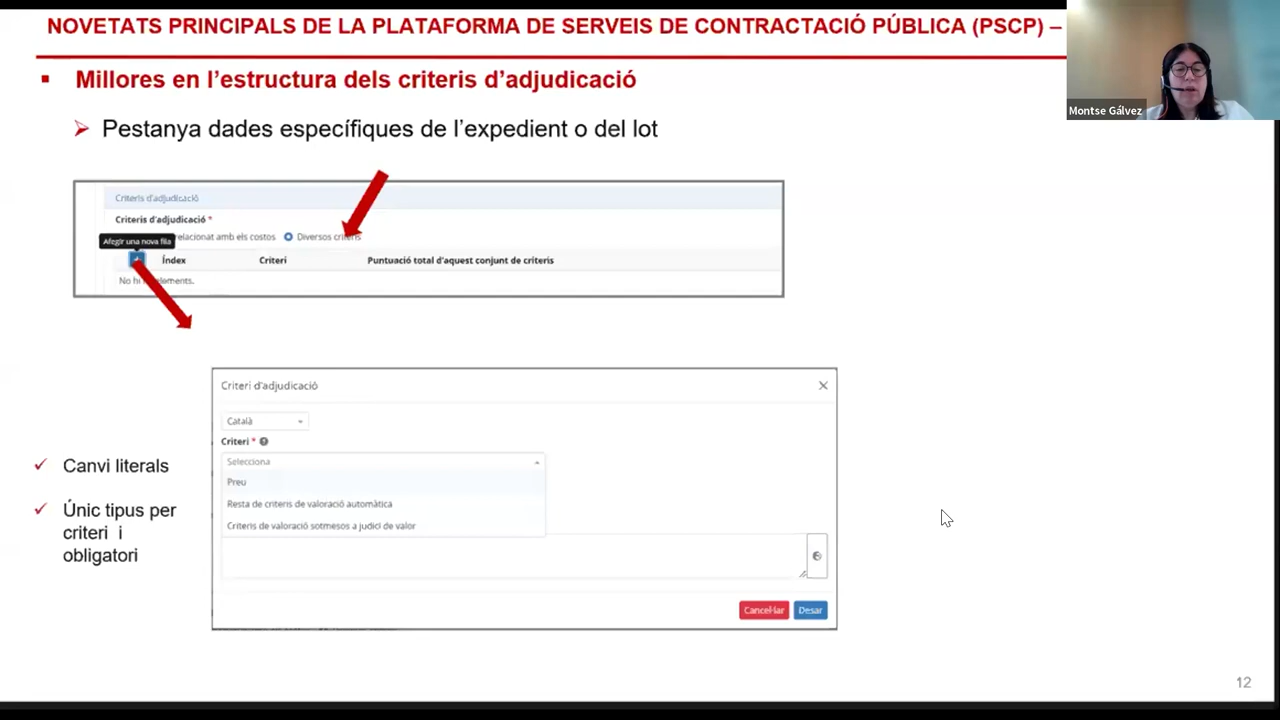 NOVETATS PRINCIPALS DE LA PLATAFORMA DE SERVEIS DE CONTRACTACIÓ PÚBLICA (PSCP) –
Montse Gálvez
▪ Millores en l’estructura dels criteris d’adjudicació
Pestanya dades específiques de l’expedient o del lot
Criteris d'adjudicació
Criteris d'adjudicació *
Afegir una nova fila
relacionat amb els costos Diversos criteris
Índex Criteri Puntuació total d'aquest conjunt de criteris
No hi elements.
Criteri d'adjudicació
Català
Criteri *
Selecciona
Preu
Resta de criteris de valoració automàtica
Criteris de valoració sotmesos a judici de valor
Cancel·lar Desar
✓ Canvi literals
✓ Únic tipus per
criteri i
obligatori
12